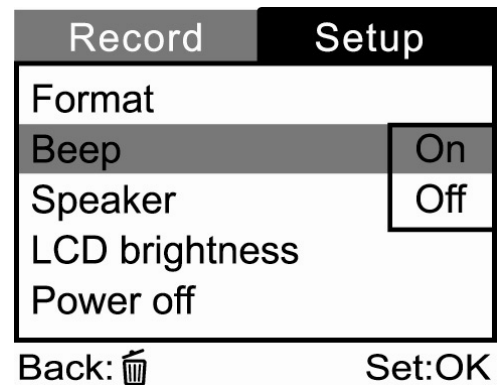 Record Setup
Format
Beep On
Speaker Off
LCD brightness
Power off
Back: Set:OK